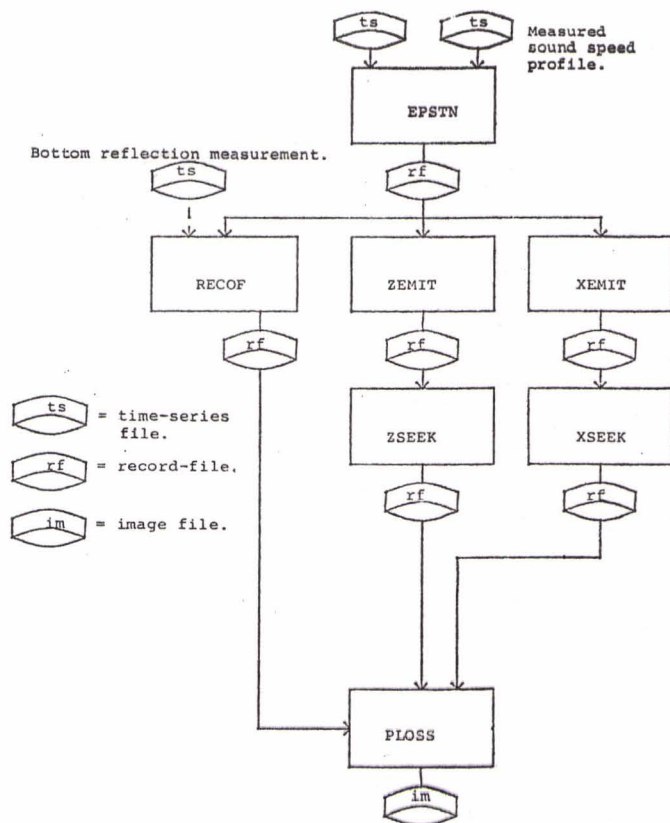 ts
ts
Measured
sound speed
profile.
EPSTN
Bottom reflection measurement.
ts
rf
RECOF
ZEMIT
XEMIT
rf
rf
rf
ts = time-series
file.
ZSEEK
XSEEK
rf = record-file.
rf
rf
im = image file.
PLOSS
im